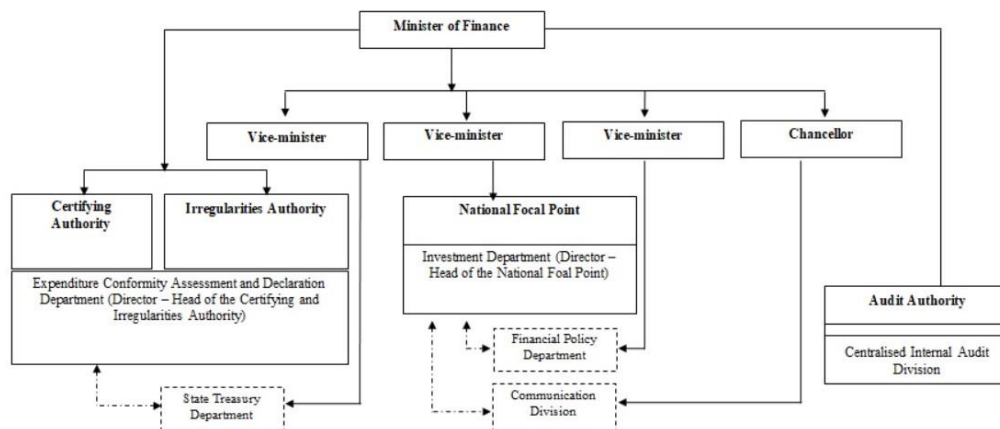 Minister of Finance
Vice-minister
Vice-minister
Vice-minister
Chancellor
Certifying
Authority
Irregularities Authority
Expenditure Conformity Assessment and Declaration
Department (Director – Head of the Certifying and
Irregularities Authority)
National Focal Point
Investment Department (Director –
Head of the National Foal Point)
Audit Authority
Centralised Internal Audit
Division
Financial Policy
Department
State Treasury
Department
Communication
Division